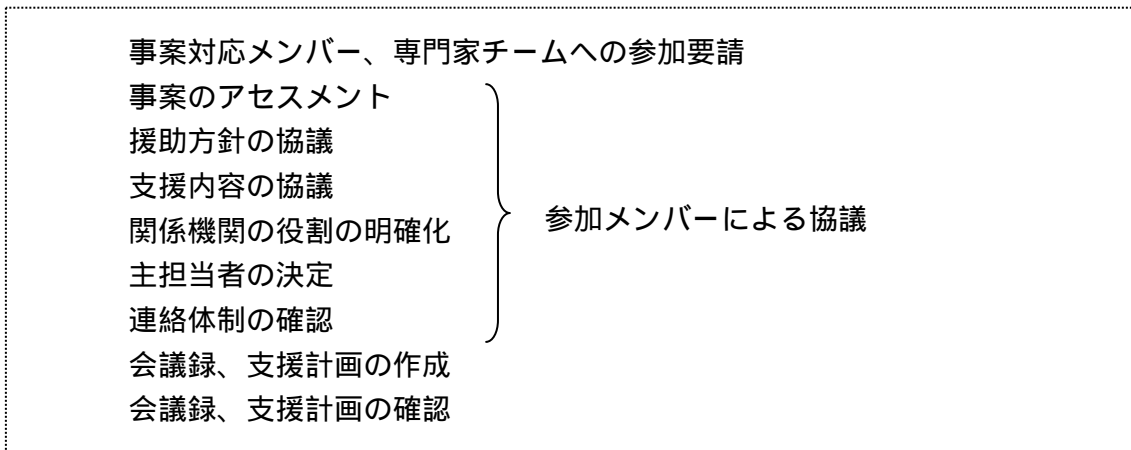 事案対応メンバー、専門家チームへの参加要請
事案のアセスメント
援助方針の協議
支援内容の協議
関係機関の役割の明確化
主担当者の決定
連絡体制の確認
参加メンバーによる協議
会議録、支援計画の作成
会議録、支援計画の確認